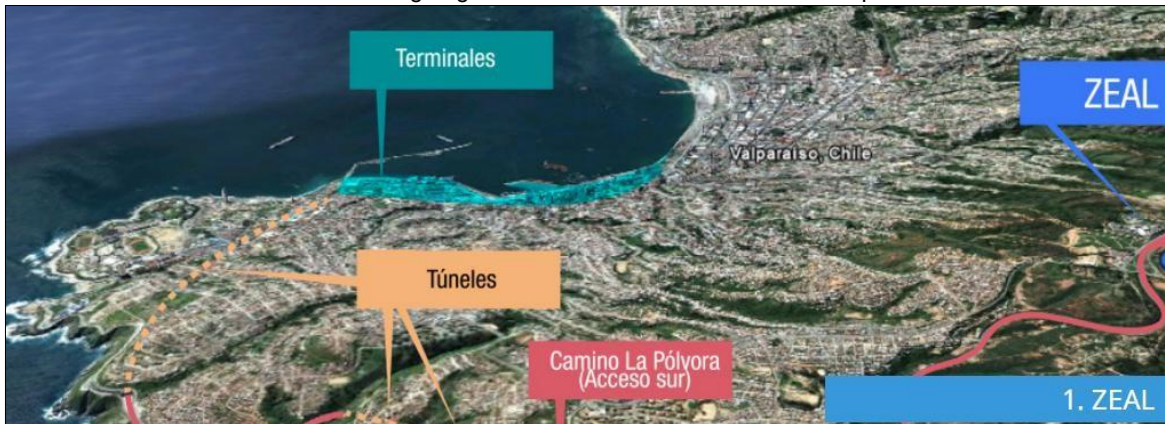 Terminales
ZEAL
Valparaíso, Chile
Túneles
Camino La Pólvora
(Acceso sur)
1. ZEAL